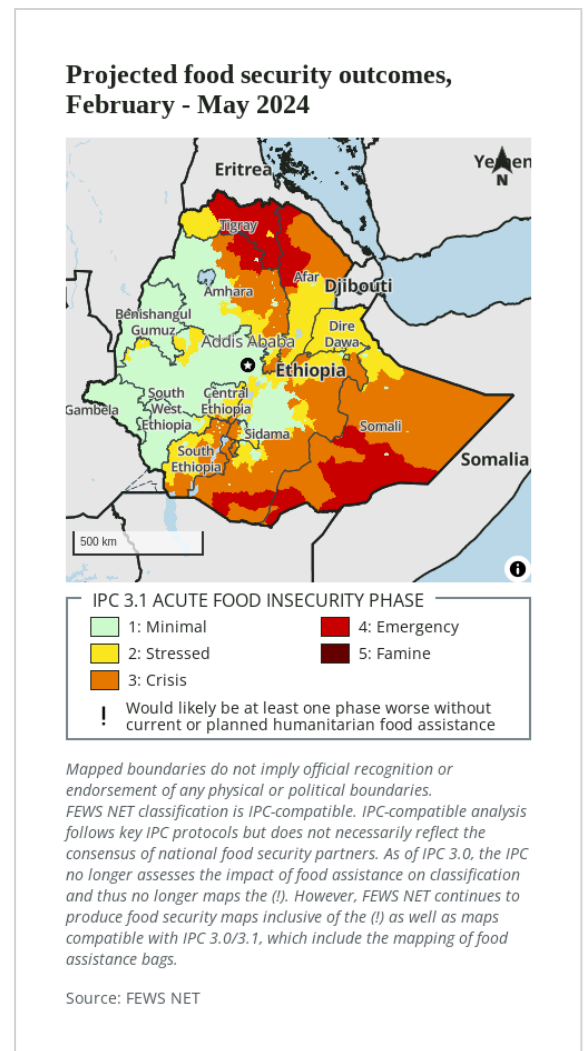 Projected food security outcomes,
February - May 2024
Eritrea
Yemen
N
Tigray
Afar
Djibouti
Amhara
Benishangul
Gumuz
Dire
Dawa
Addis Ababa
Ethiopia
Gambela
South
West
Ethiopia
Central
Ethiopia
Sidama
Somali
South
Ethiopia
Somalia
500 km
IPC 3.1 ACUTE FOOD INSECURITY PHASE
1: Minimal
4: Emergency
2: Stressed
5: Famine
3: Crisis
! Would likely be at least one phase worse without
current or planned humanitarian food assistance
Mapped boundaries do not imply official recognition or
endorsement of any physical or political boundaries.
FEWS NET classification is IPC-compatible. IPC-compatible analysis
follows key IPC protocols but does not necessarily reflect the
consensus of national food security partners. As of IPC 3.0, the IPC
no longer assesses the impact of food assistance on classification
and thus no longer maps the (!). However, FEWS NET continues to
produce food security maps inclusive of the (!) as well as maps
compatible with IPC 3.0/3.1, which include the mapping of food
assistance bags.
Source: FEWS NET